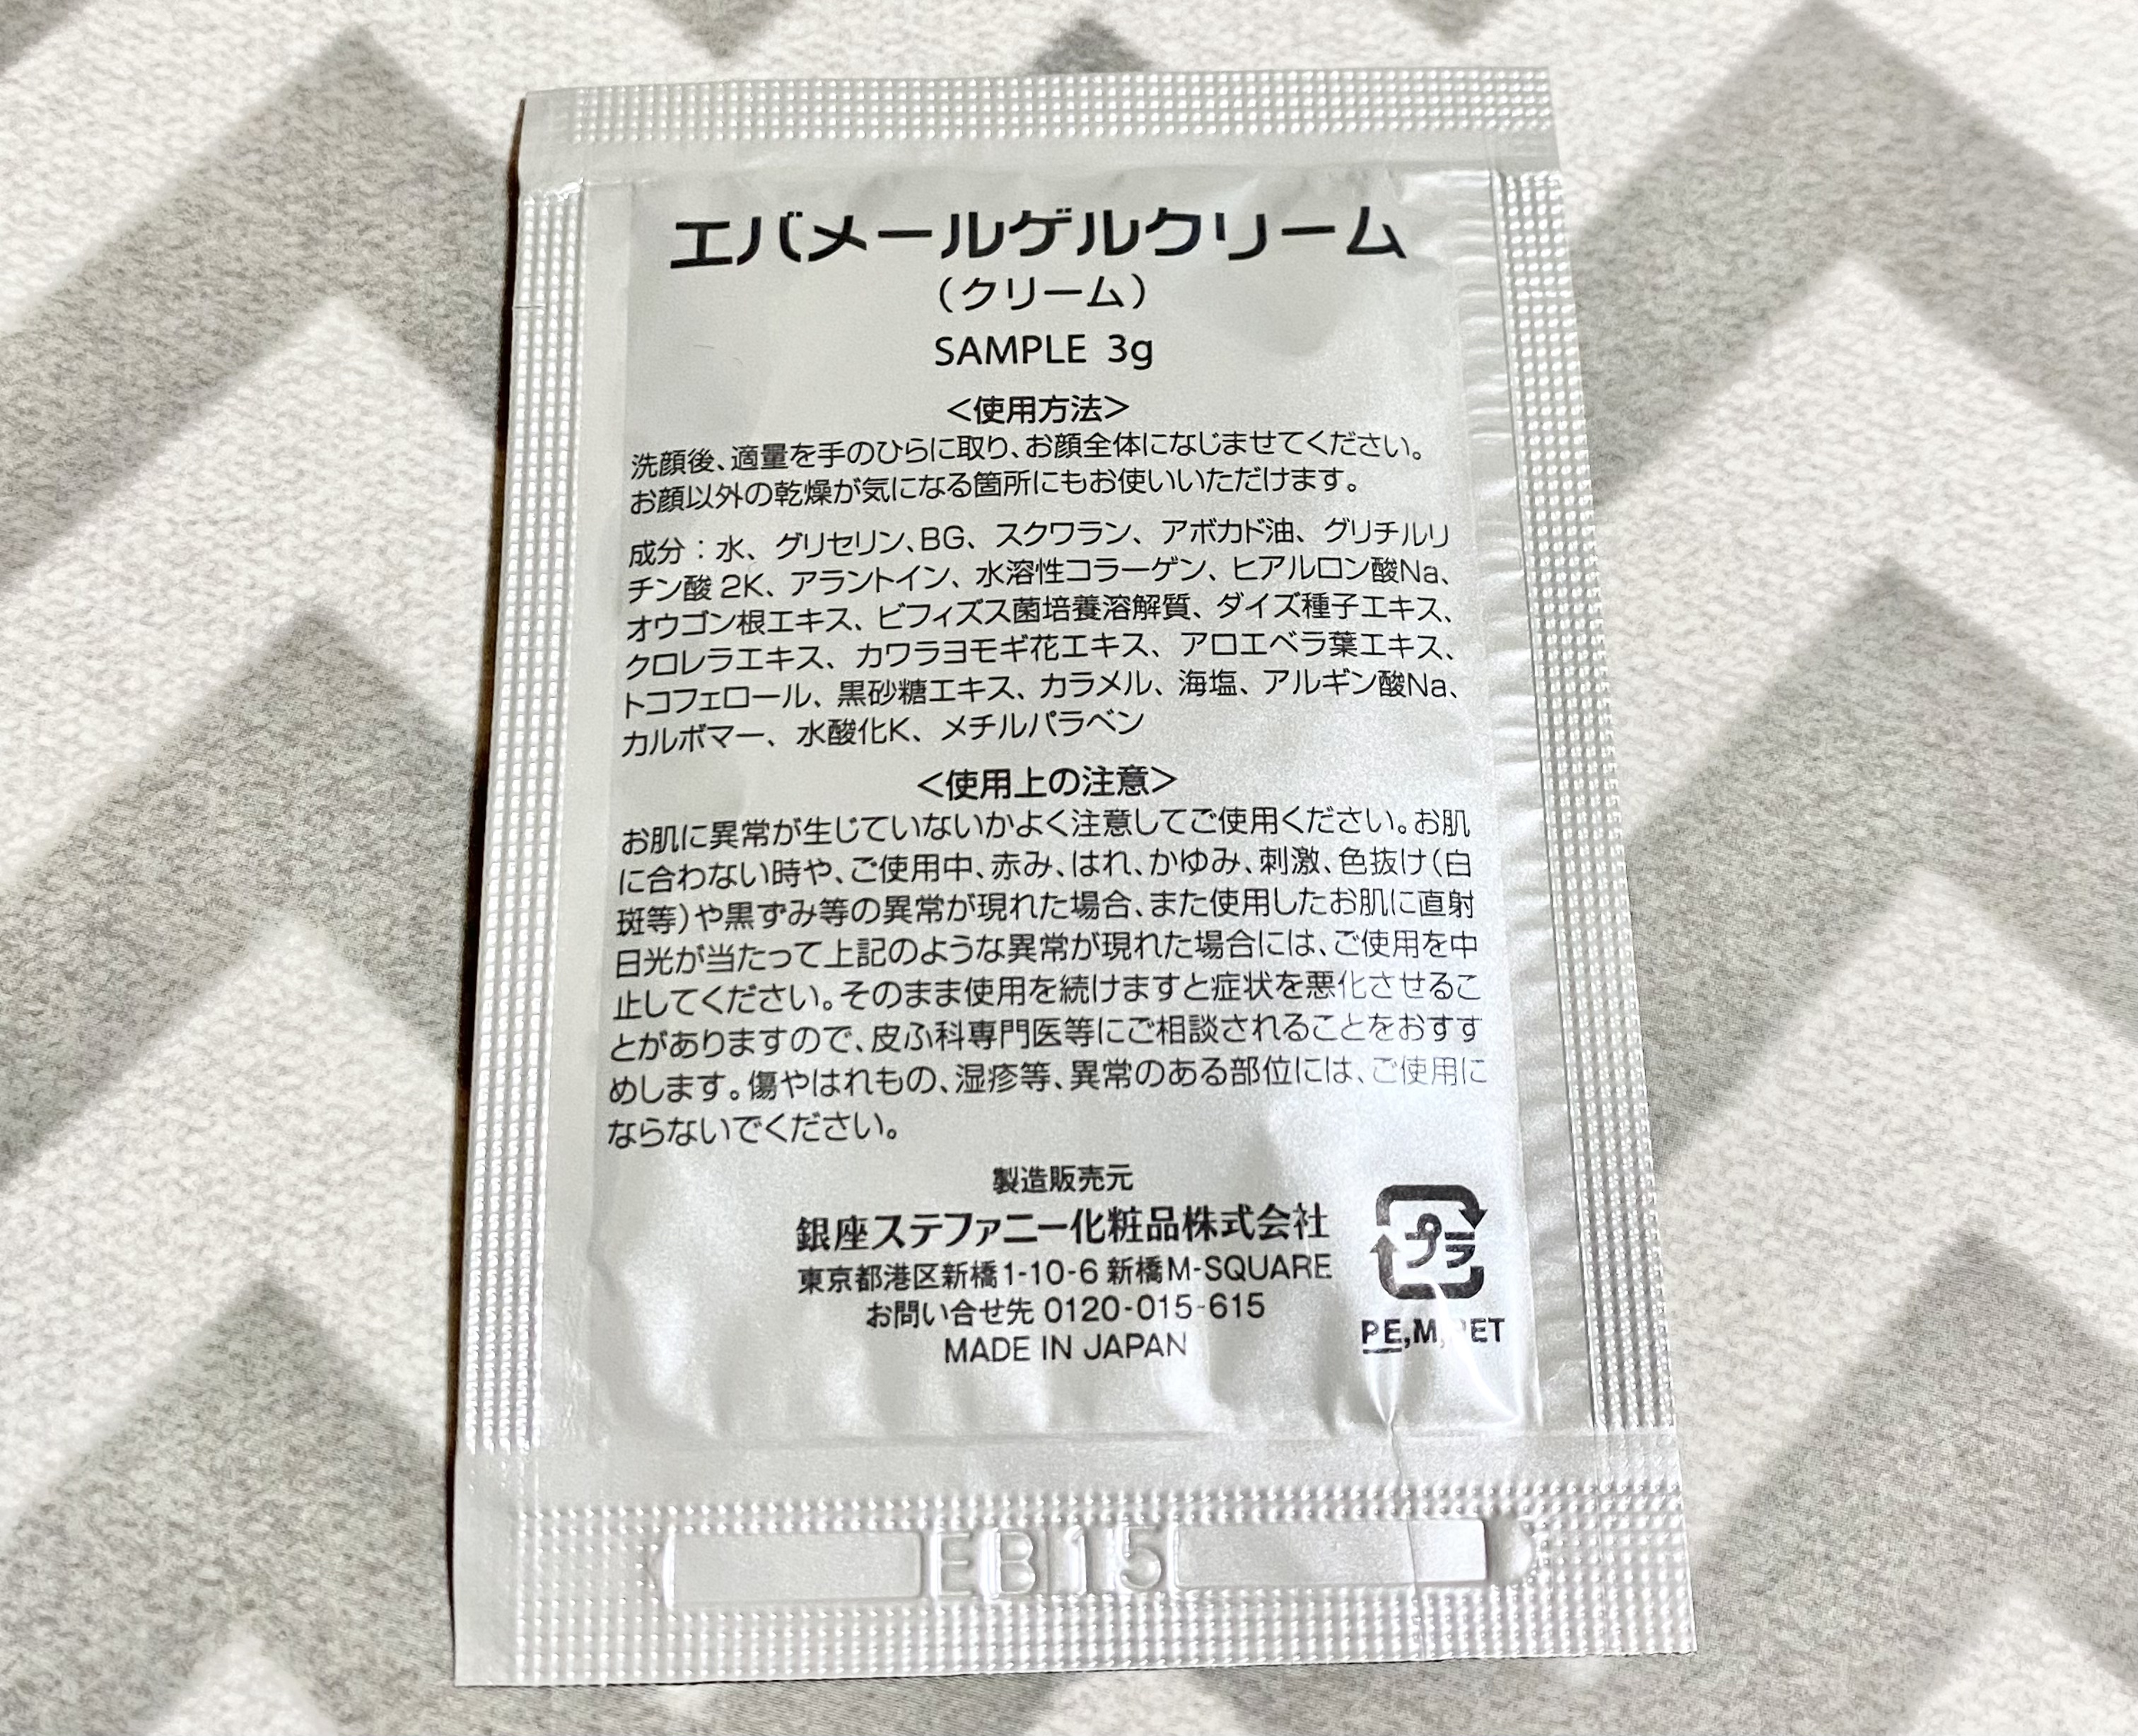 エバメールゲルクリーム
（クリーム）
SAMPLE 3g
＜使用方法＞
洗顔後、適量を手のひらに取り、お顔全体になじませてください。
お顔以外の乾燥が気になる箇所にもお使いいただけます。
成分：水、グリセリン、BG、スクワラン、アボカド油、グリチルリ
チン酸 2K、アラントイン、水溶性コラーゲン、ヒアルロン酸Na、
オウゴン根エキス、ビフィズス菌培養溶解質、ダイズ種子エキス、
クロレラエキス、カワラヨモギ花エキス、アロエベラ葉エキス、
トコフェロール、黒砂糖エキス、カラメル、海塩、アルギン酸Na、
カルボマー、水酸化K、メチルパラベン
＜使用上の注意＞
お肌に異常が生じていないかよく注意してご使用ください。お肌
に合わない時や、ご使用中、赤み、はれ、かゆみ、刺激、色抜け（白
斑等）や黒ずみ等の異常が現れた場合、また使用したお肌に直射
日光が当たって上記のような異常が現れた場合には、ご使用を中
止してください。そのまま使用を続けますと症状を悪化させるこ
とがありますので、皮ふ科専門医等にご相談されることをおすす
めします。傷やはれもの、湿疹等、異常のある部位には、ご使用に
ならないでください。
製造販売元
銀座ステファニー化粧品株式会社
東京都港区新橋1-10-6 新橋M-SQUARE
お問い合せ先 0120-015-615
MADE IN JAPAN
プラ
PE,M,PET
EB15